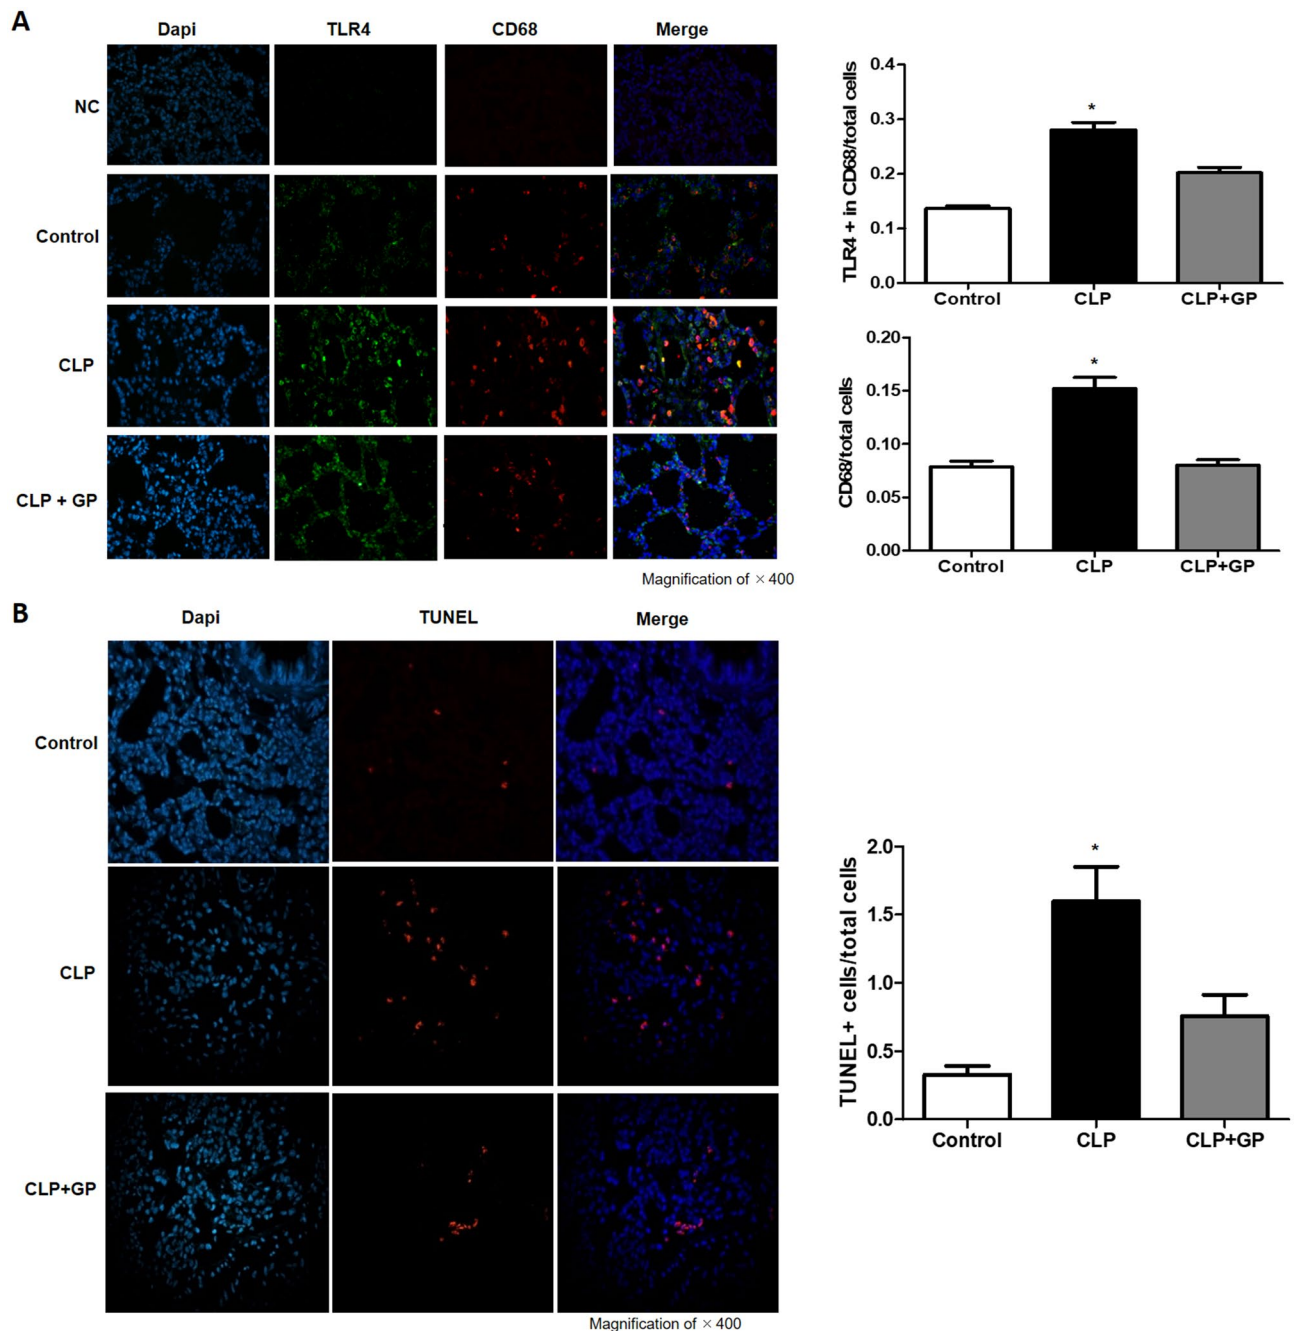 A
Dapi
TLR4
CD68
Merge
NC
Control
CLP
CLP + GP
Magnification of × 400
TLR4 + in CD68/total cells
0.4
0.3
0.2
0.1
0.0
Control
CLP
CLP+GP
*
CD68/total cells
0.20
0.15
0.10
0.05
0.00
Control
CLP
CLP+GP
*
B
Dapi
TUNEL
Merge
Control
CLP
CLP+GP
Magnification of × 400
TUNEL+ cells/total cells
2.0
1.5
1.0
0.5
0.0
Control
CLP
CLP+GP
*